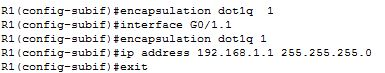 R1(config-subif)#encapsulation dot1q  1
R1(config-subif)#interface G0/1.1
R1(config-subif)#encapsulation dot1q 1
R1(config-subif)#ip address 192.168.1.1 255.255.255.0
R1(config-subif)#exit